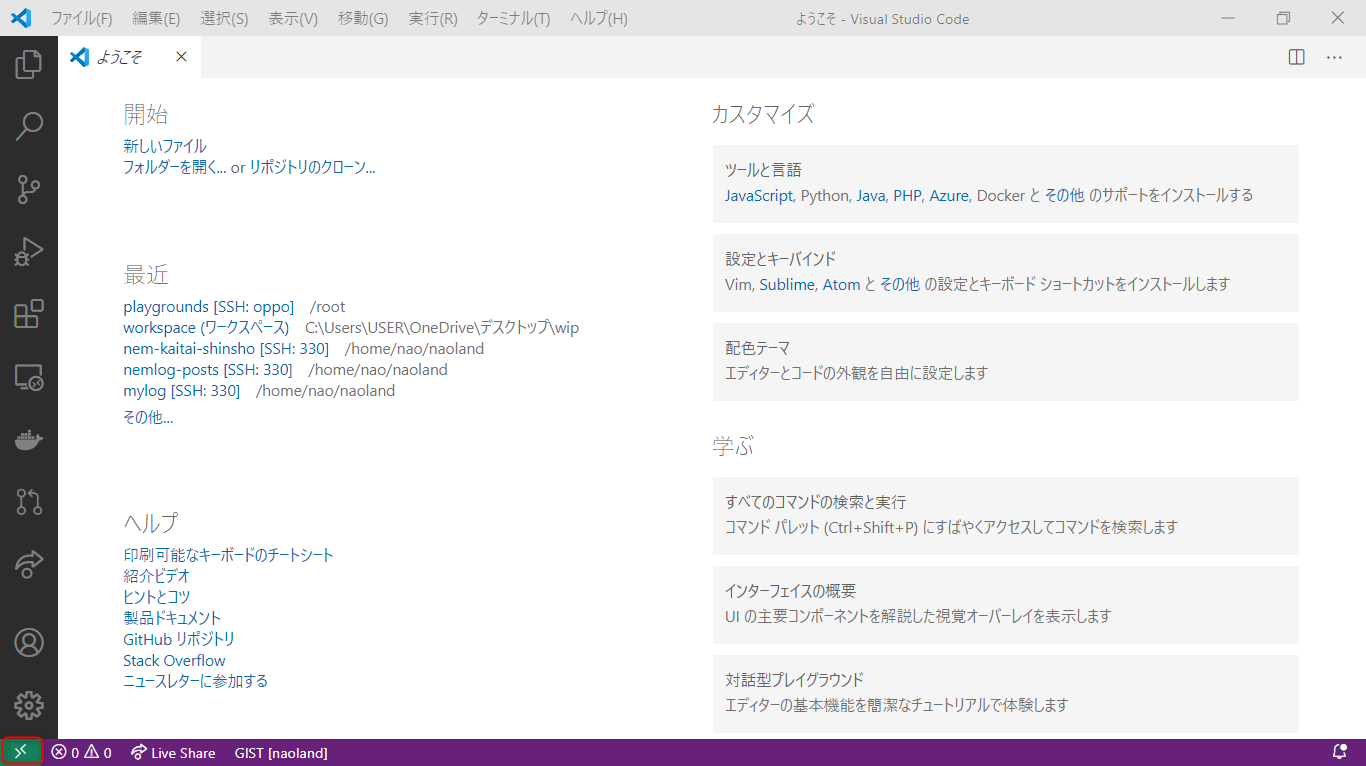 ファイル(F) 編集(E) 選択(S) 表示(V) 移動(G) 実行(R) ターミナル(T) ヘルプ(H) ようこそ - Visual Studio Code
ようこそ
開始
新しいファイル
フォルダーを開く... or リポジトリのクローン...
最近
playgrounds [SSH: oppo] /root
workspace (ワークスペース) C:\Users\USER\OneDrive\デスクトップ\wip
nem-kaitai-shinsho [SSH: 330] /home/nao/naoland
nemlog-posts [SSH: 330] /home/nao/naoland
mylog [SSH: 330] /home/nao/naoland
その他...
ヘルプ
印刷可能なキーボードのチートシート
紹介ビデオ
ヒントとコツ
製品ドキュメント
GitHub リポジトリ
Stack Overflow
ニュースレターに参加する
カスタマイズ
ツールと言語
JavaScript, Python, Java, PHP, Azure, Docker と その他 のサポートをインストールする
設定とキーバインド
Vim, Sublime, Atom と その他 の設定とキーボード ショートカットをインストールします
配色テーマ
エディターとコードの外観を自由に設定します
学ぶ
すべてのコマンドの検索と実行
コマンド パレット (Ctrl+Shift+P) にすばやくアクセスしてコマンドを検索します
インターフェイスの概要
UI の主要コンポーネントを解説した視覚オーバーレイを表示します
対話型プレイグラウンド
エディターの基本機能を簡潔なチュートリアルで体験します
0 0 Live Share GIST [naoland]